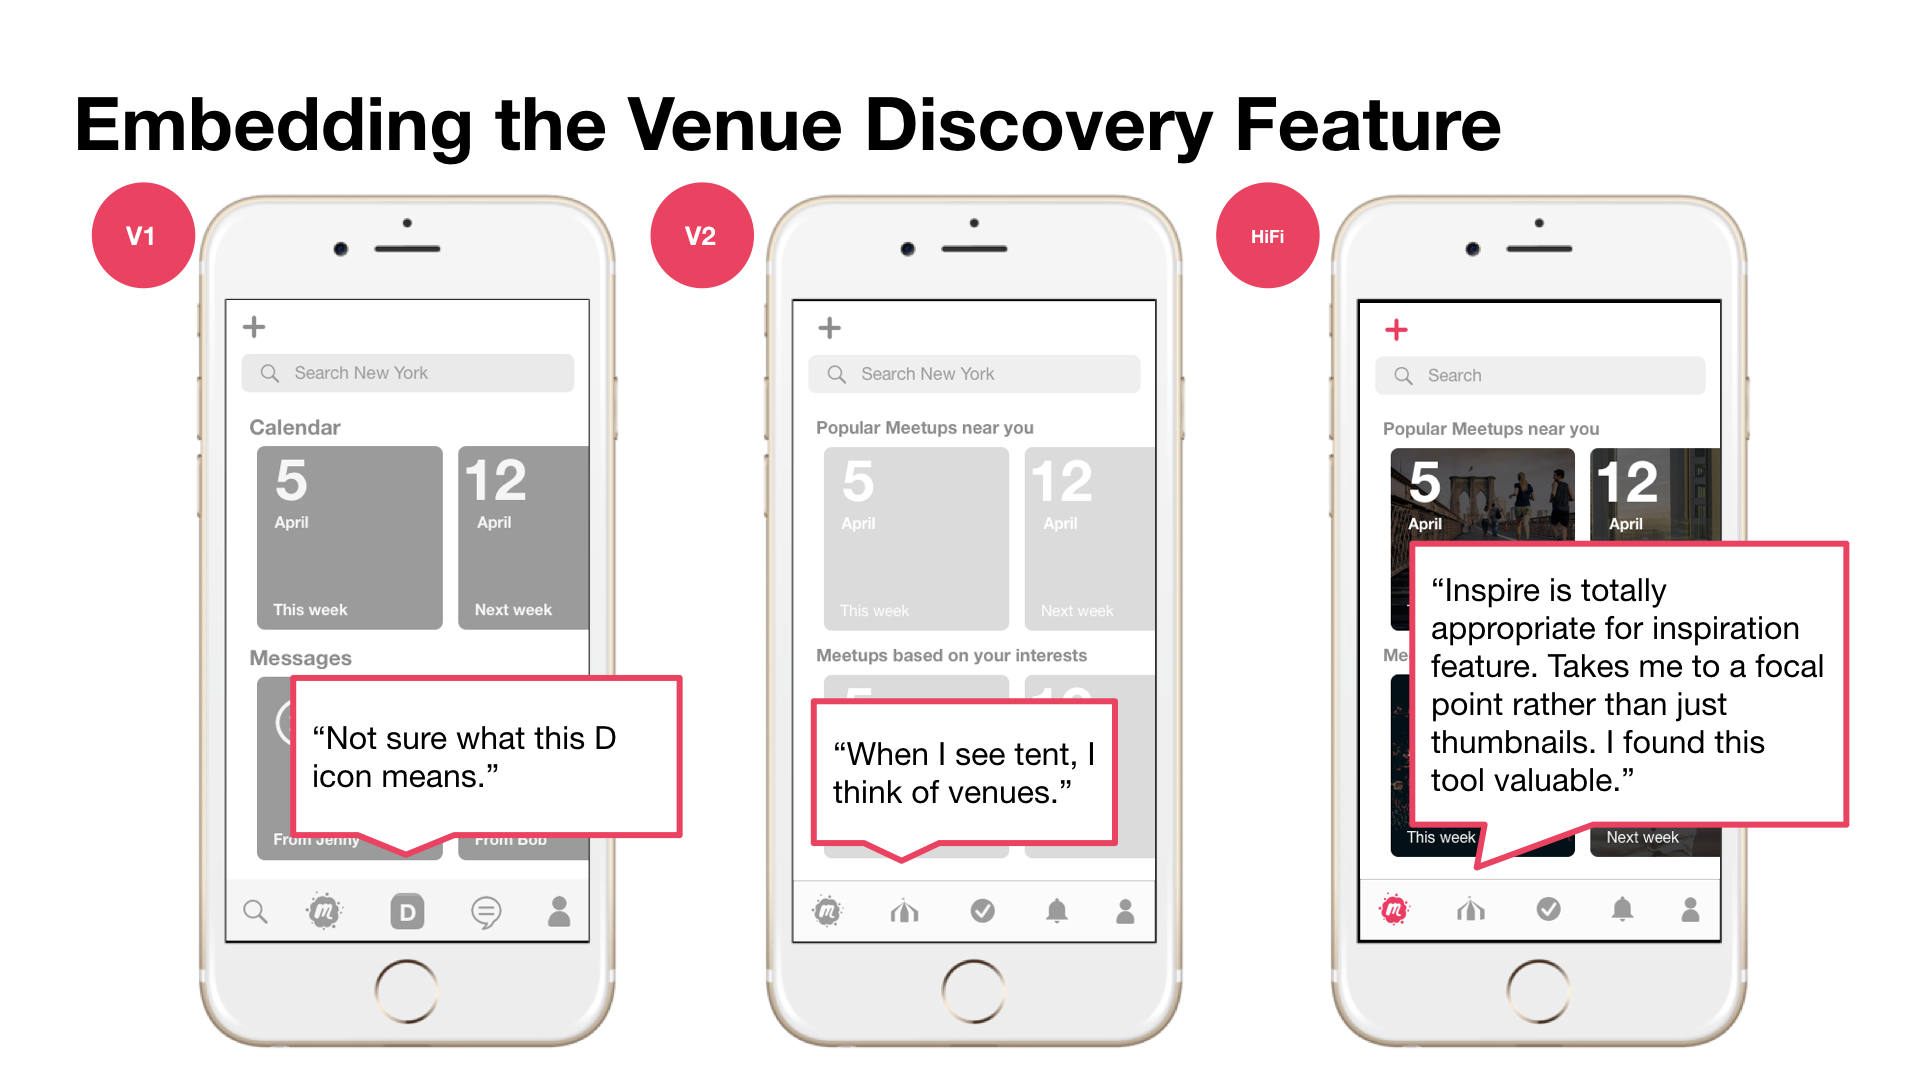 Embedding the Venue Discovery Feature
V1
Search New York
Calendar
5
April
This week
12
April
Next week
Messages
“Not sure what this D
icon means.”
From Jenny
From Bob
m
D
V2
Search New York
Popular Meetups near you
5
April
This week
12
April
Next week
Meetups based on your interests
“When I see tent, I
think of venues.”
m
HiFi
Search
Popular Meetups near you
5
April
12
April
Me
“Inspire is totally
appropriate for inspiration
feature. Takes me to a focal
point rather than just
thumbnails. I found this
tool valuable.”
This week
Next week
m